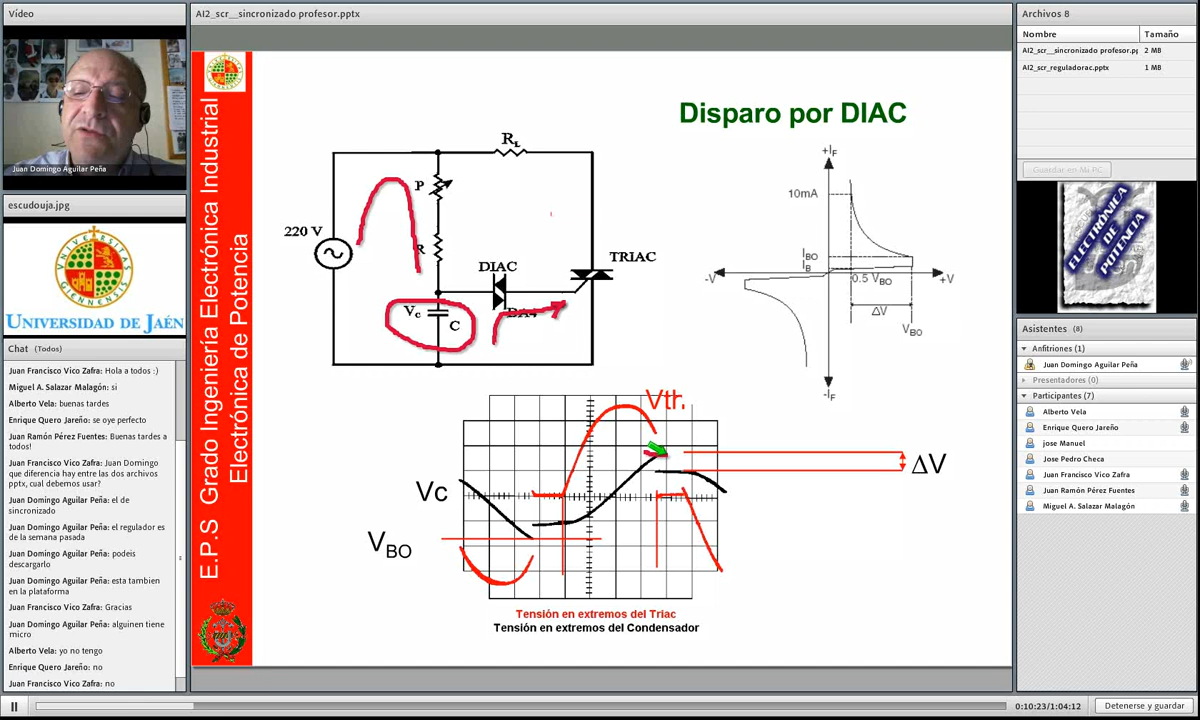 Vídeo
Juan Domingo Aguilar Peña
escudouja.jpg
UNIVERSITAS GIENNENSIS
UNIVERSIDAD DE JAÉN
Chat (Todos)
Juan Francisco Vico Zafra: Hola a todos :)
Miguel A. Salazar Malagón: si
Alberto Vela: buenas tardes
Enrique Quero Jareño: se oye perfecto
Juan Ramón Pérez Fuentes: Buenas tardes a
todos!
Juan Francisco Vico Zafra: Juan Domingo
que diferencia hay entre las dos archivos
pptx, cual debemos usar?
Juan Domingo Aguilar Peña: el de
sincronizado
Juan Domingo Aguilar Peña: el regulador es
de la semana pasada
Juan Domingo Aguilar Peña: podeis
descargarlo
Juan Domingo Aguilar Peña: esta tambien
en la plataforma
Juan Francisco Vico Zafra: Gracias
Juan Domingo Aguilar Peña: alguinen tiene
micro
Alberto Vela: yo no tengo
Enrique Quero Jareño: no
Juan Francisco Vico Zafra: no
AI2_scr__sincronizado profesor.pptx
E.P.S Grado Ingeniería Electrónica Industrial
Electrónica de Potencia
Disparo por DIAC
RL
P
220 V
R
DIAC
TRIAC
Vc
C
+IF
10mA
IBO
IB
-V
0.5 VBO
+V
ΔV
VBO
-IF
Vth.
Vc
ΔV
VBO
Tensión en extremos del Triac
Tensión en extremos del Condensador
Archivos 8
Nombre Tamaño
AI2_scr__sincronizado profesor.pp 2 MB
AI2_scr_reguladorac.pptx 1 MB
Guardar en Mi PC
ELECTRÓNICA
DE
POTENCIA
Asistentes (8)
Anfitriones (1)
Juan Domingo Aguilar Peña
Presentadores (0)
Participantes (7)
Alberto Vela
Enrique Quero Jareño
jose Manuel
Jose Pedro Checa
Juan Francisco Vico Zafra
Juan Ramón Pérez Fuentes
Miguel A. Salazar Malagón
0:10:23/1:04:12
Detenerse y guardar